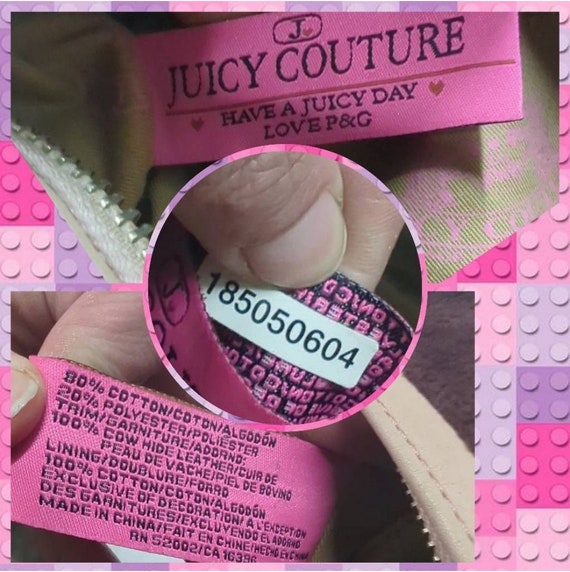 J.
JUICY COUTURE
HAVE A JUICY DAY
LOVE P&G
185050604
80% COTTON/COTON/ALGODÓN
20% POLYESTER/POLIÉSTER
TRIM/GARNITURE/ADORNO
100% COW HIDE LEATHER/CUIR DE
PEAU DE VACHE/PIEL DE BOVINO
LINING/DOUBLURE/FORRO
100% COTTON/COTON/ALGODÓN
EXCLUSIVE OF DECORATION/ A L'EXCEPTION
DES GARNITURES/EXCLUYENDO EL ADORNO
MADE IN CHINA/FAIT EN CHINE/HECHO EN CHINA
RN 52002/CA 16396